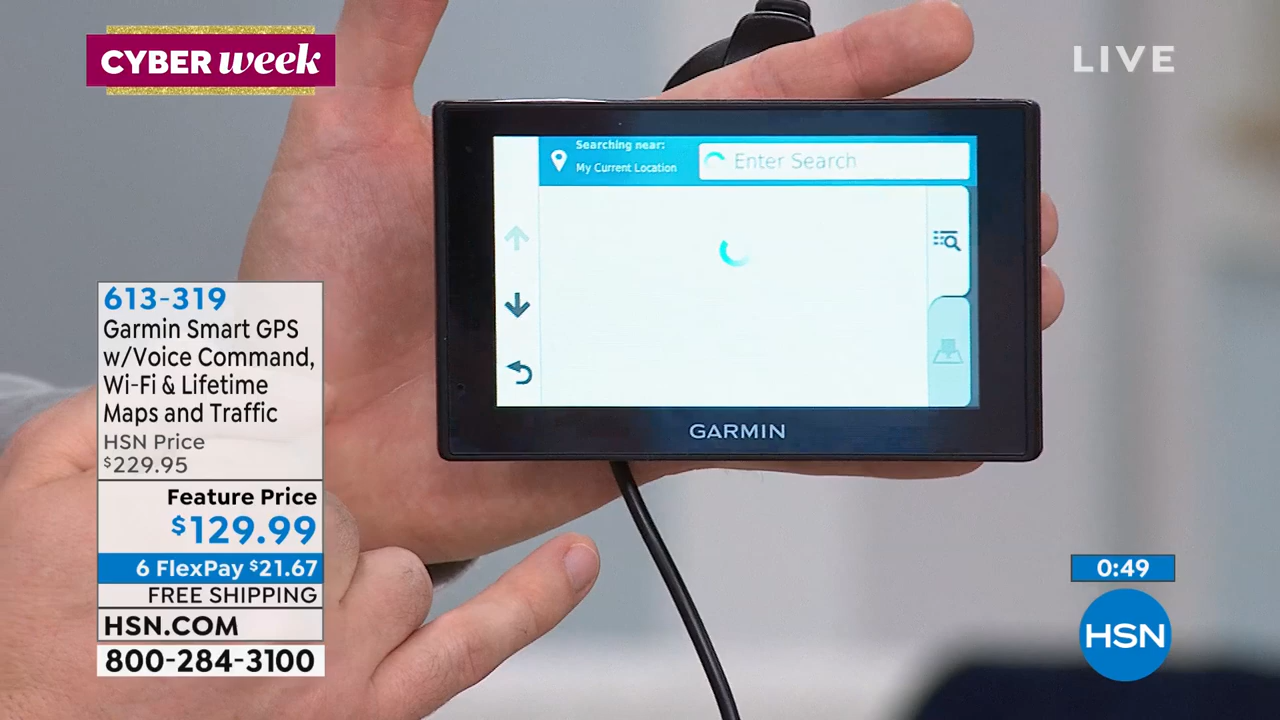 CYBER week
LIVE
Searching near:
My Current Location
Enter Search
GARMIN
613-319
Garmin Smart GPS
w/Voice Command,
Wi-Fi & Lifetime
Maps and Traffic
HSN Price
$229.95
Feature Price
$129.99
6 FlexPay $21.67
FREE SHIPPING
HSN.COM
800-284-3100
0:49
HSN